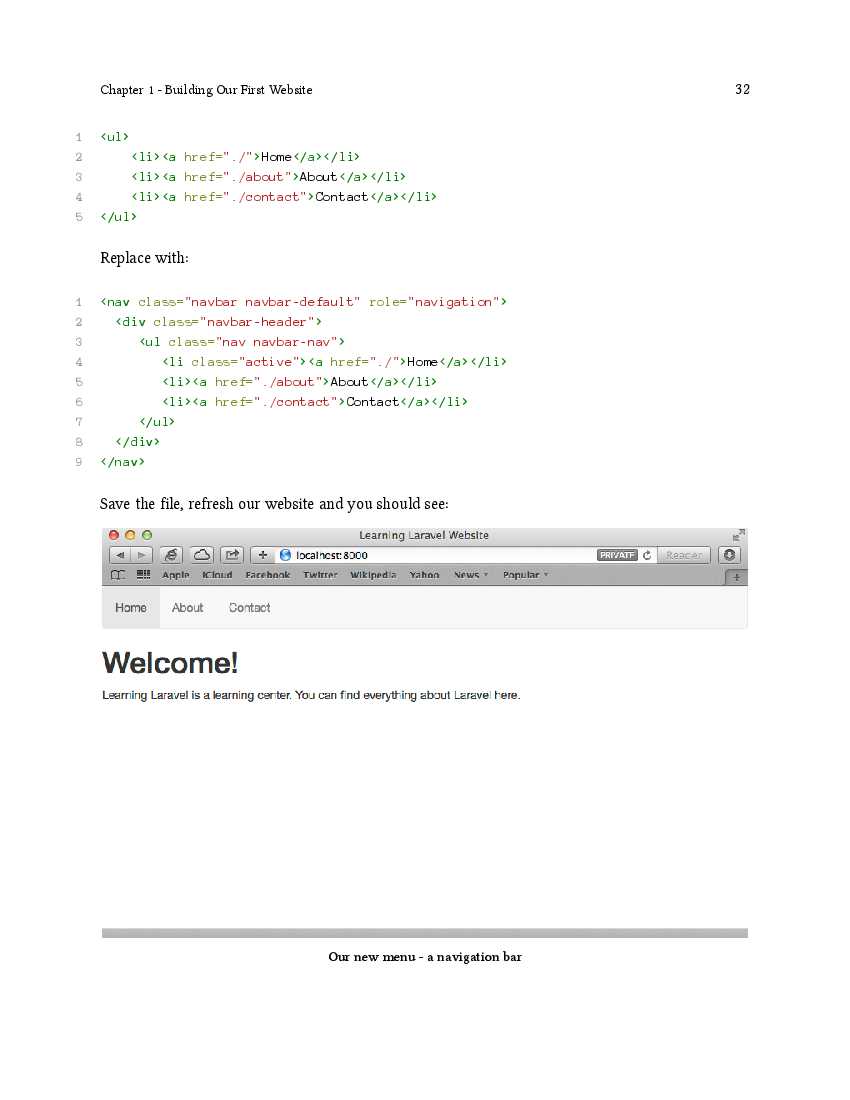 Chapter 1 - Building Our First Website 32
1 <ul>
2 <li><a href="./">Home</a></li>
3 <li><a href="./about">About</a></li>
4 <li><a href="./contact">Contact</a></li>
5 </ul>
Replace with:
1 <nav class="navbar navbar-default" role="navigation">
2 <div class="navbar-header">
3 <ul class="nav navbar-nav">
4 <li class="active"><a href="./">Home</a></li>
5 <li><a href="./about">About</a></li>
6 <li><a href="./contact">Contact</a></li>
7 </ul>
8 </div>
9 </nav>
Save the file, refresh our website and you should see:
Learning Laravel Website
localhost:8000 PRIVATE Reader
Apple iCloud Facebook Twitter Wikipedia Yahoo News Popular
Home About Contact
Welcome!
Learning Laravel is a learning center. You can find everything about Laravel here.
Our new menu - a navigation bar